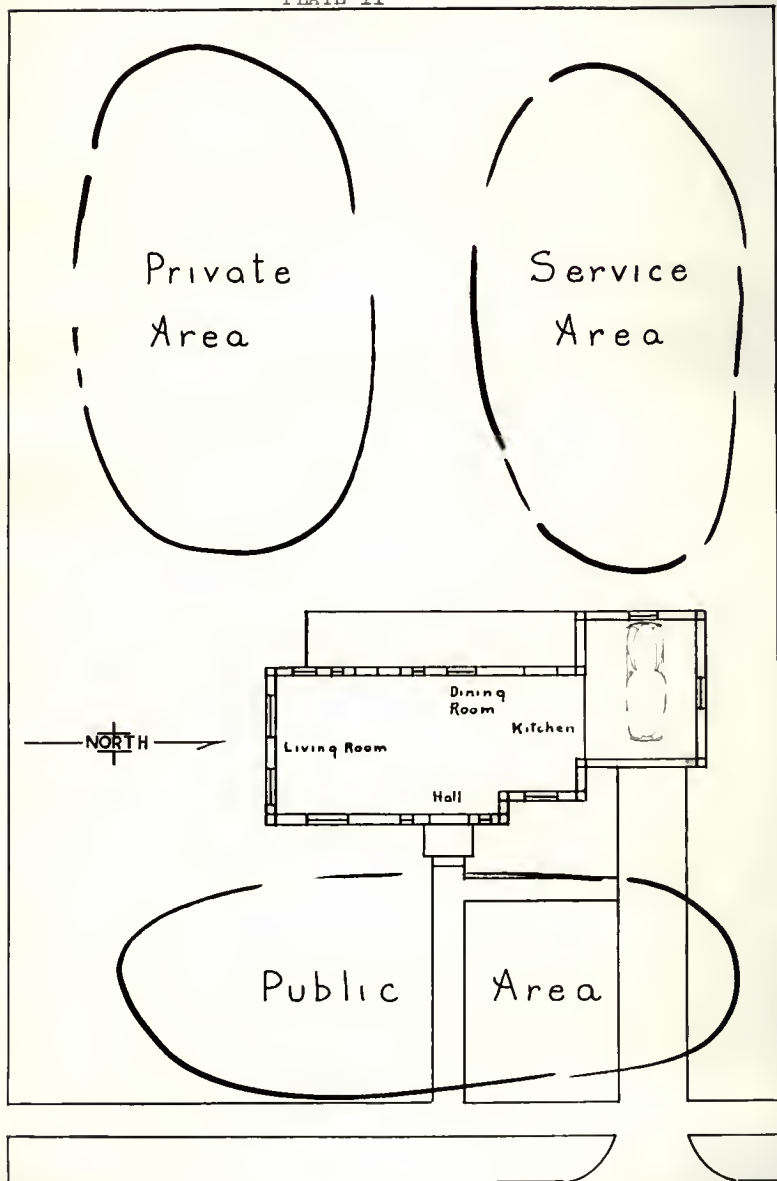 PLATE II
Private
Area
Service
Area
Dining
Room
Kitchen
NORTH
Living Room
Hall
Public Area